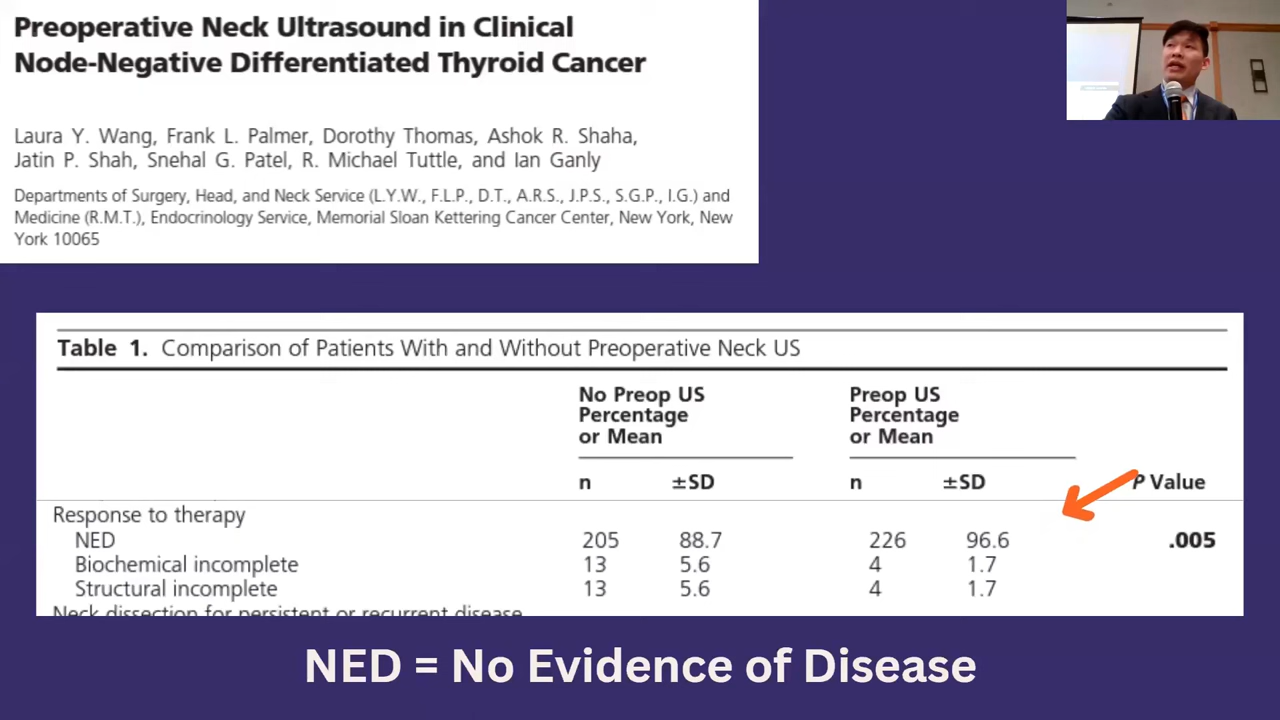 Preoperative Neck Ultrasound in Clinical
Node-Negative Differentiated Thyroid Cancer
Laura Y. Wang, Frank L. Palmer, Dorothy Thomas, Ashok R. Shaha,
Jatin P. Shah, Snehal G. Patel, R. Michael Tuttle, and Ian Ganly
Departments of Surgery, Head, and Neck Service (L.Y.W., F.L.P., D.T., A.R.S., J.P.S., S.G.P., I.G.) and
Medicine (R.M.T.), Endocrinology Service, Memorial Sloan Kettering Cancer Center, New York, New
York 10065
Table 1. Comparison of Patients With and Without Preoperative Neck US
No Preop US Preop US
Percentage Percentage
or Mean or Mean
n ±SD n ±SD P Value
Response to therapy
NED 205 88.7 226 96.6 .005
Biochemical incomplete 13 5.6 4 1.7
Structural incomplete 13 5.6 4 1.7
Neck dissection for persistent or recurrent disease
NED = No Evidence of Disease